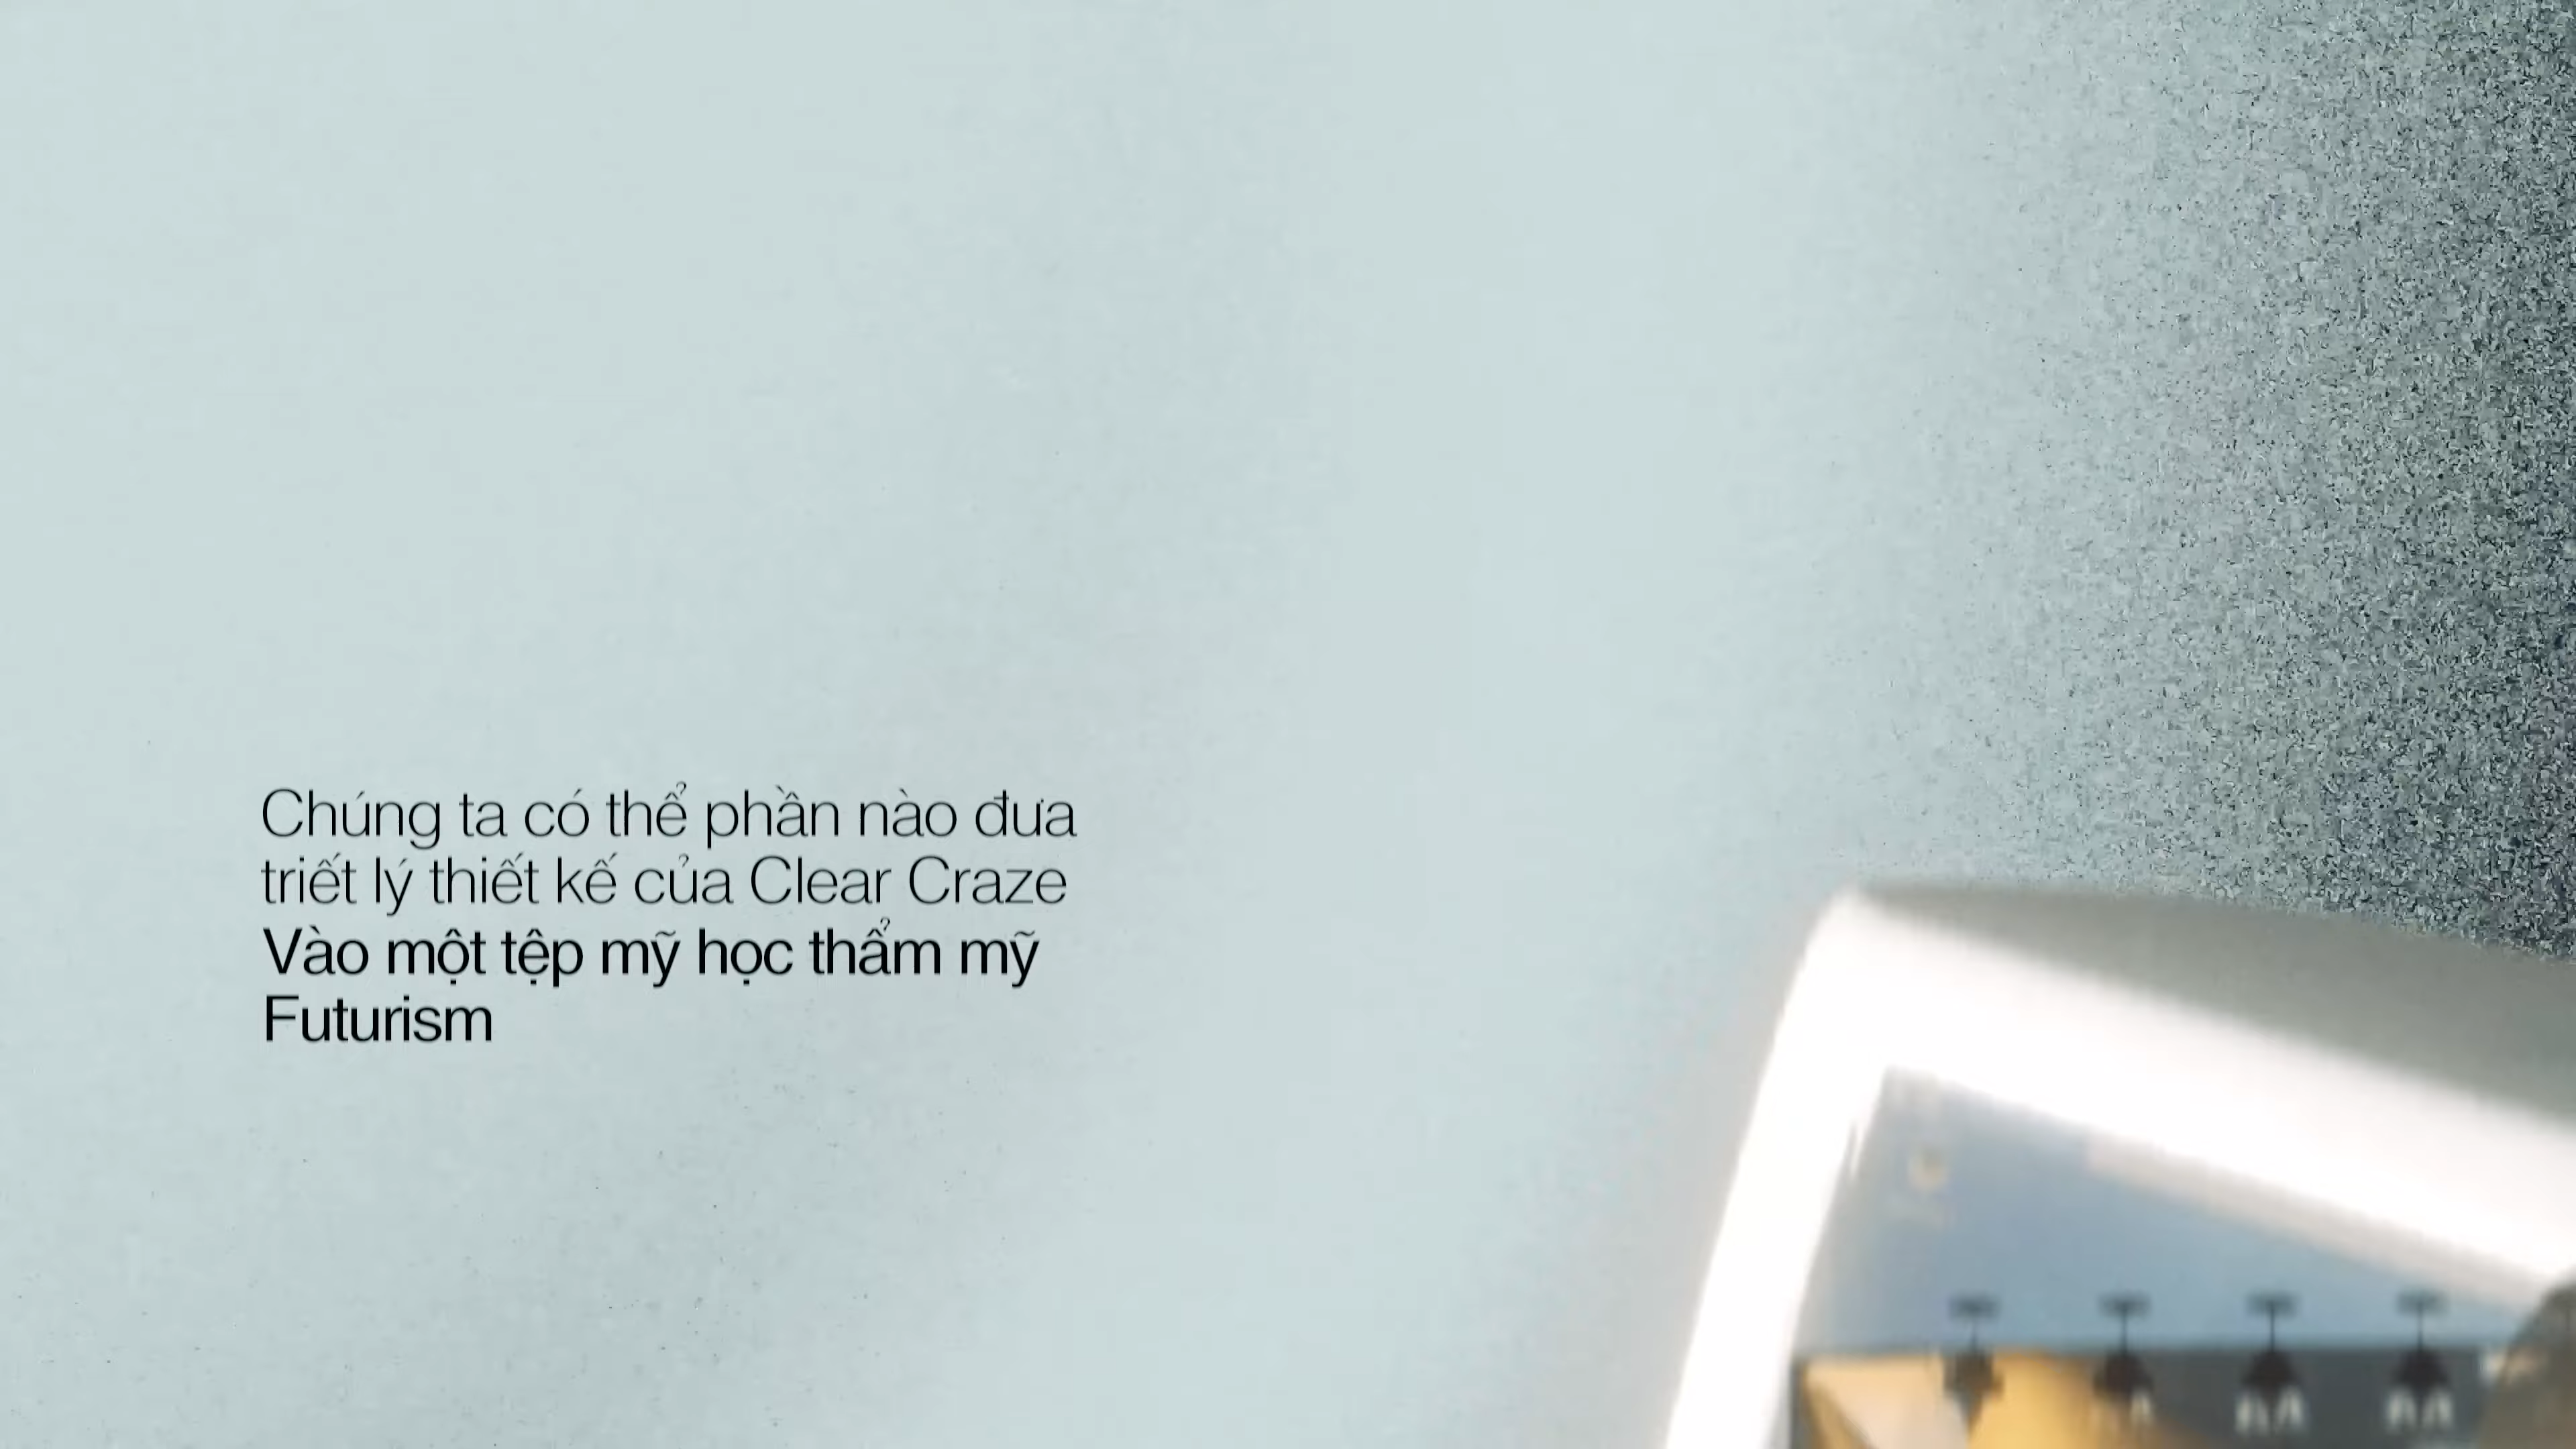 Chúng ta có thể phần nào đưa
triết lý thiết kế của Clear Craze
Vào một tệp mỹ học thẩm mỹ
Futurism